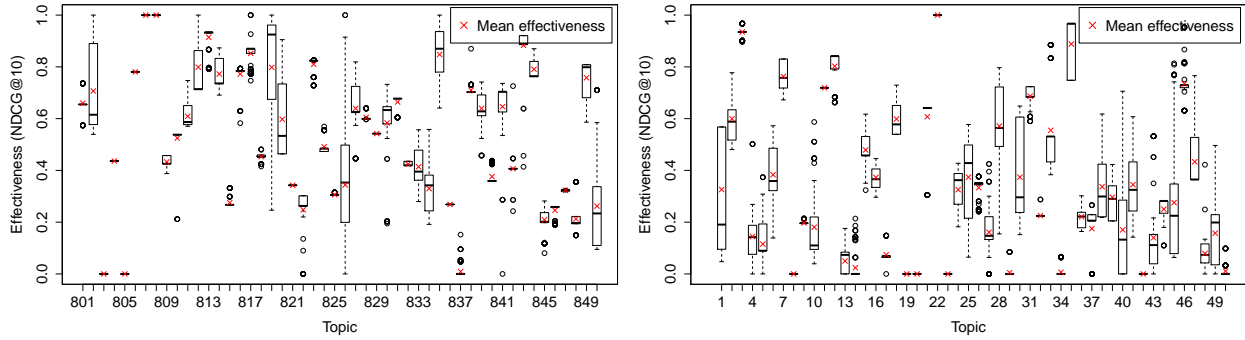 Effectiveness (NDCG@10)
1.0
0.8
0.6
0.4
0.2
0.0
× Mean effectiveness
801 805 809 813 817 821 825 829 833 837 841 845 849
Topic
Effectiveness (NDCG@10)
1.0
0.8
0.6
0.4
0.2
0.0
× Mean effectiveness
1 4 7 10 13 16 19 22 25 28 31 34 37 40 43 46 49
Topic